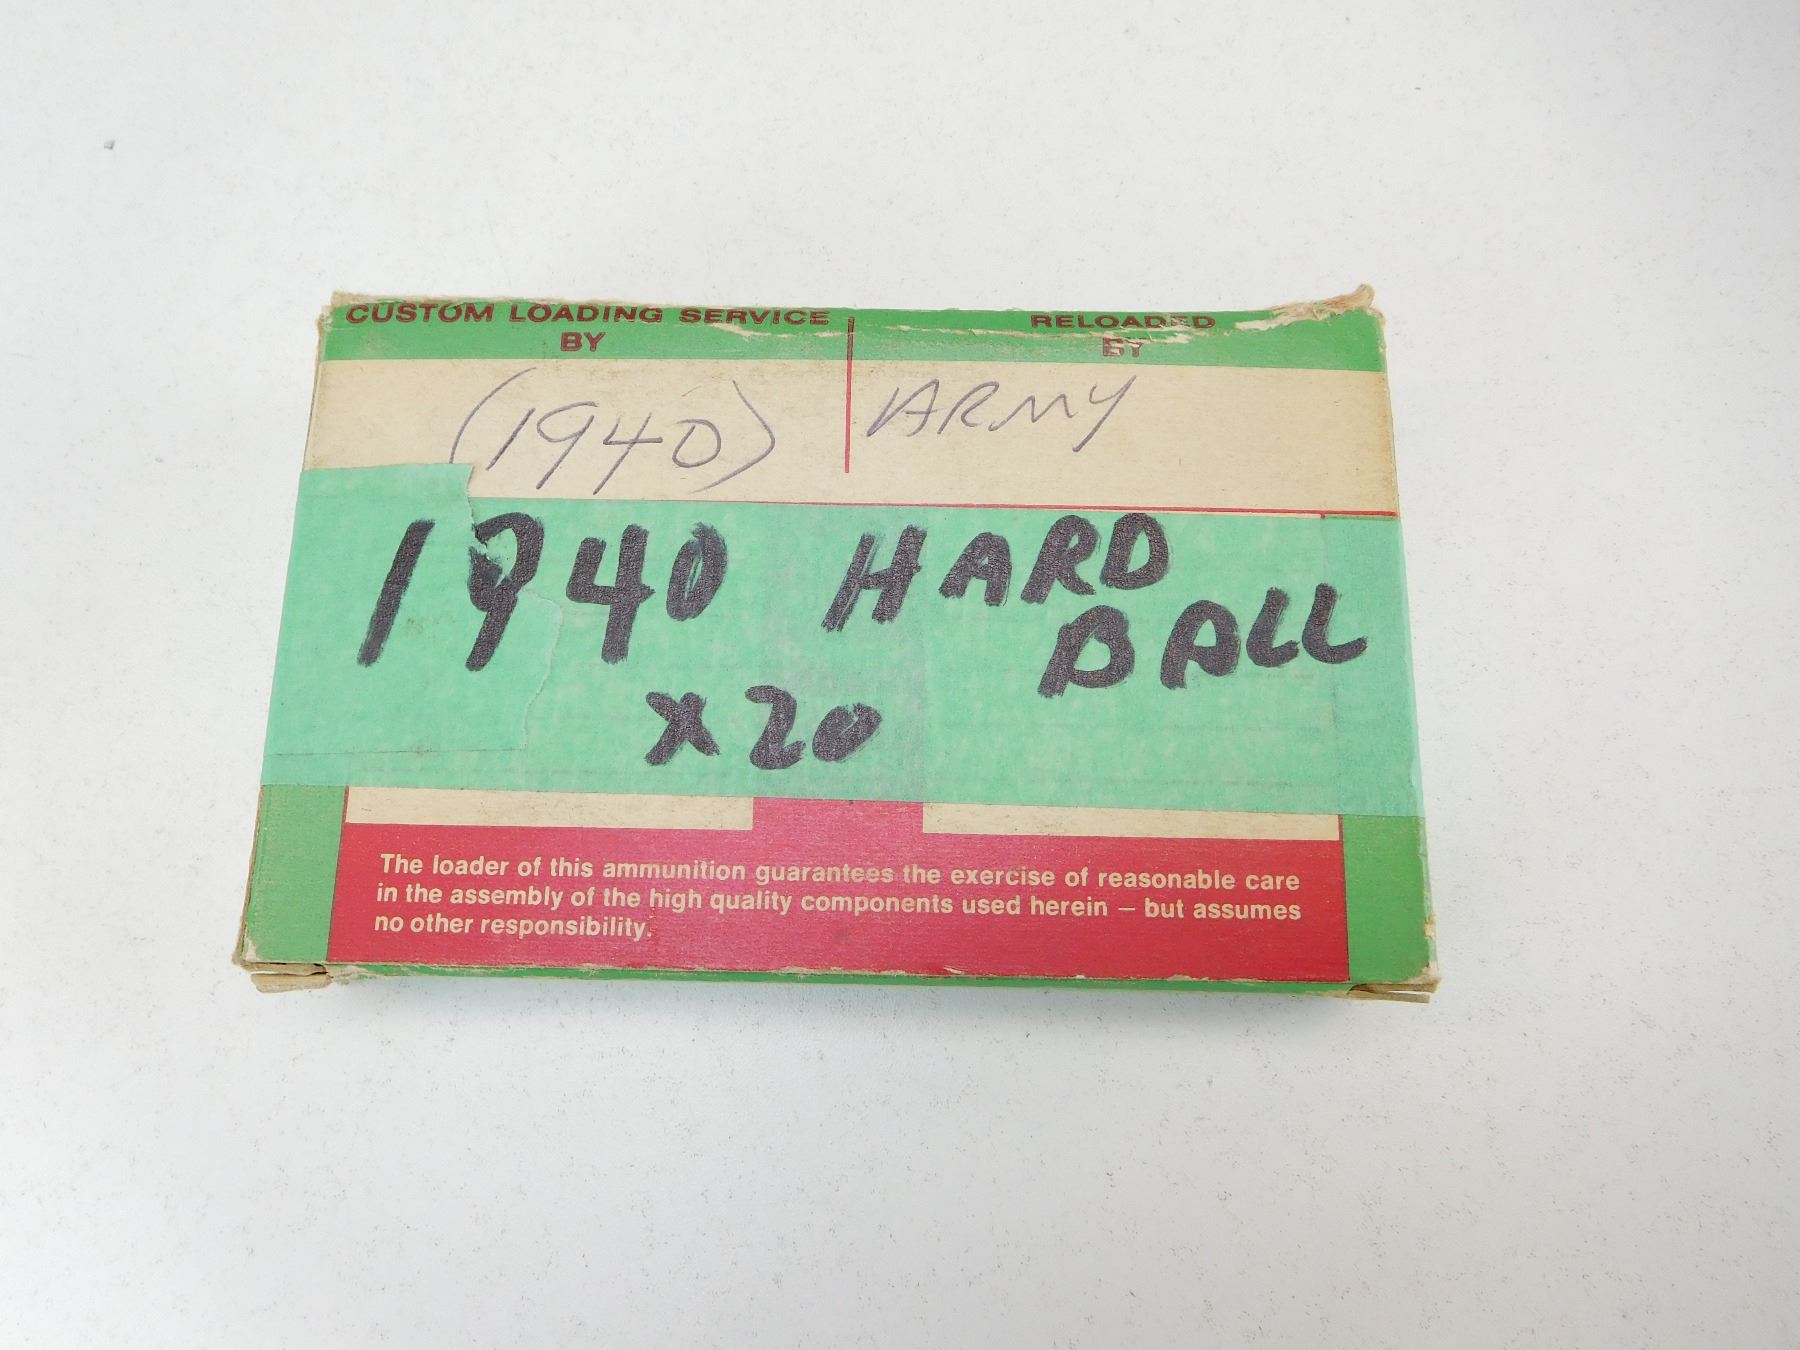 CUSTOM LOADING SERVICE
BY
RELOADED
BY
(1940)
ARMY
1940 HARD
BALL
x20
The loader of this ammunition guarantees the exercise of reasonable care
in the assembly of the high quality components used herein — but assumes
no other responsibility.